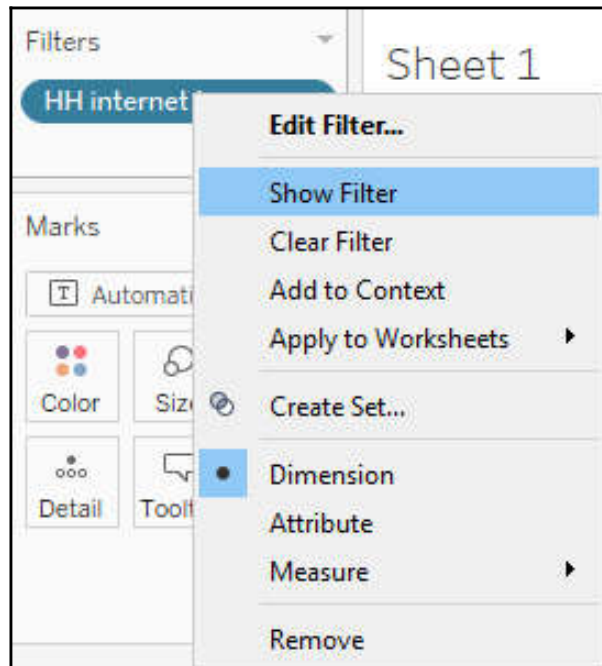 Filters
Sheet 1
HH internet
Edit Filter...
Show Filter
Clear Filter
Add to Context
Apply to Worksheets
Create Set...
Dimension
Attribute
Measure
Remove
Marks
T
Color
Detail